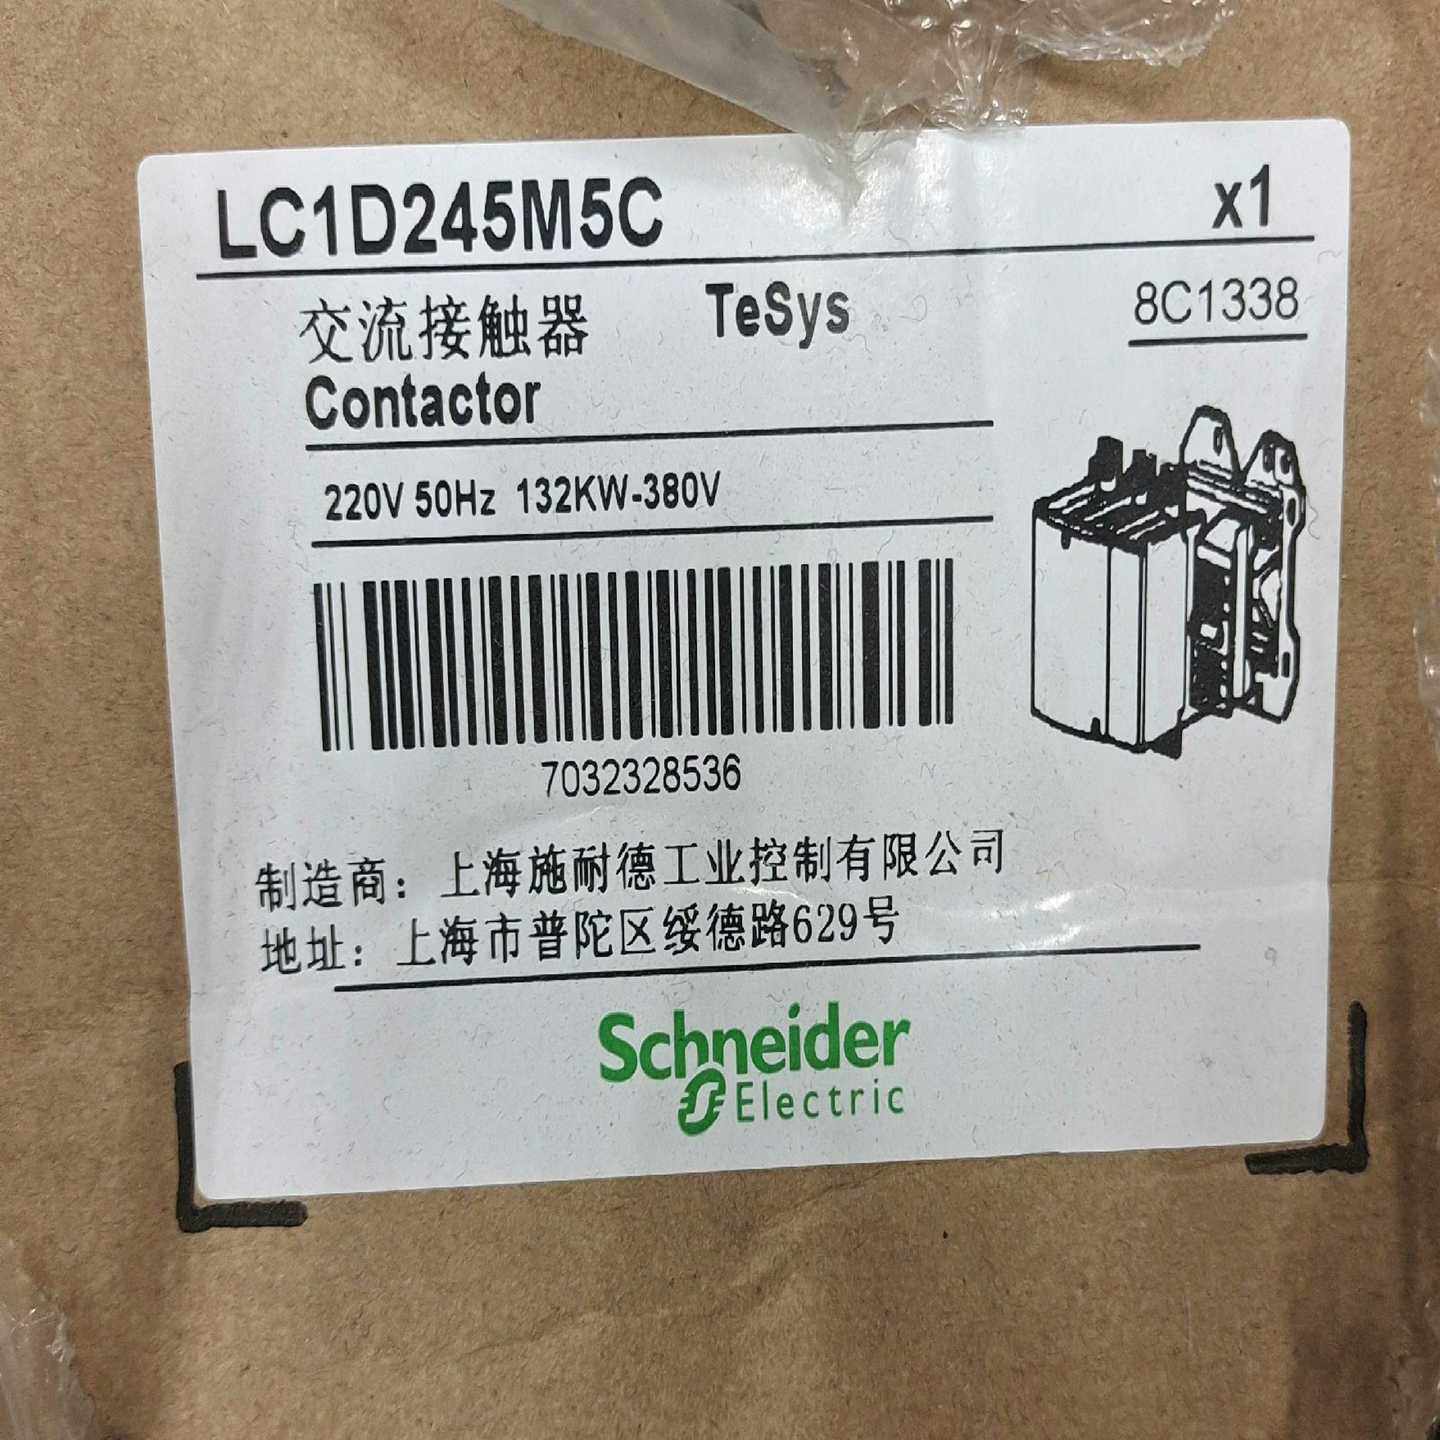 LC1D245M5C x1
交流接触器 TeSys 8C1338
Contactor
220V 50Hz 132KW-380V
7032328536
制造商：上海施耐德工业控制有限公司
地址：上海市普陀区绥德路629号
Schneider
Electric